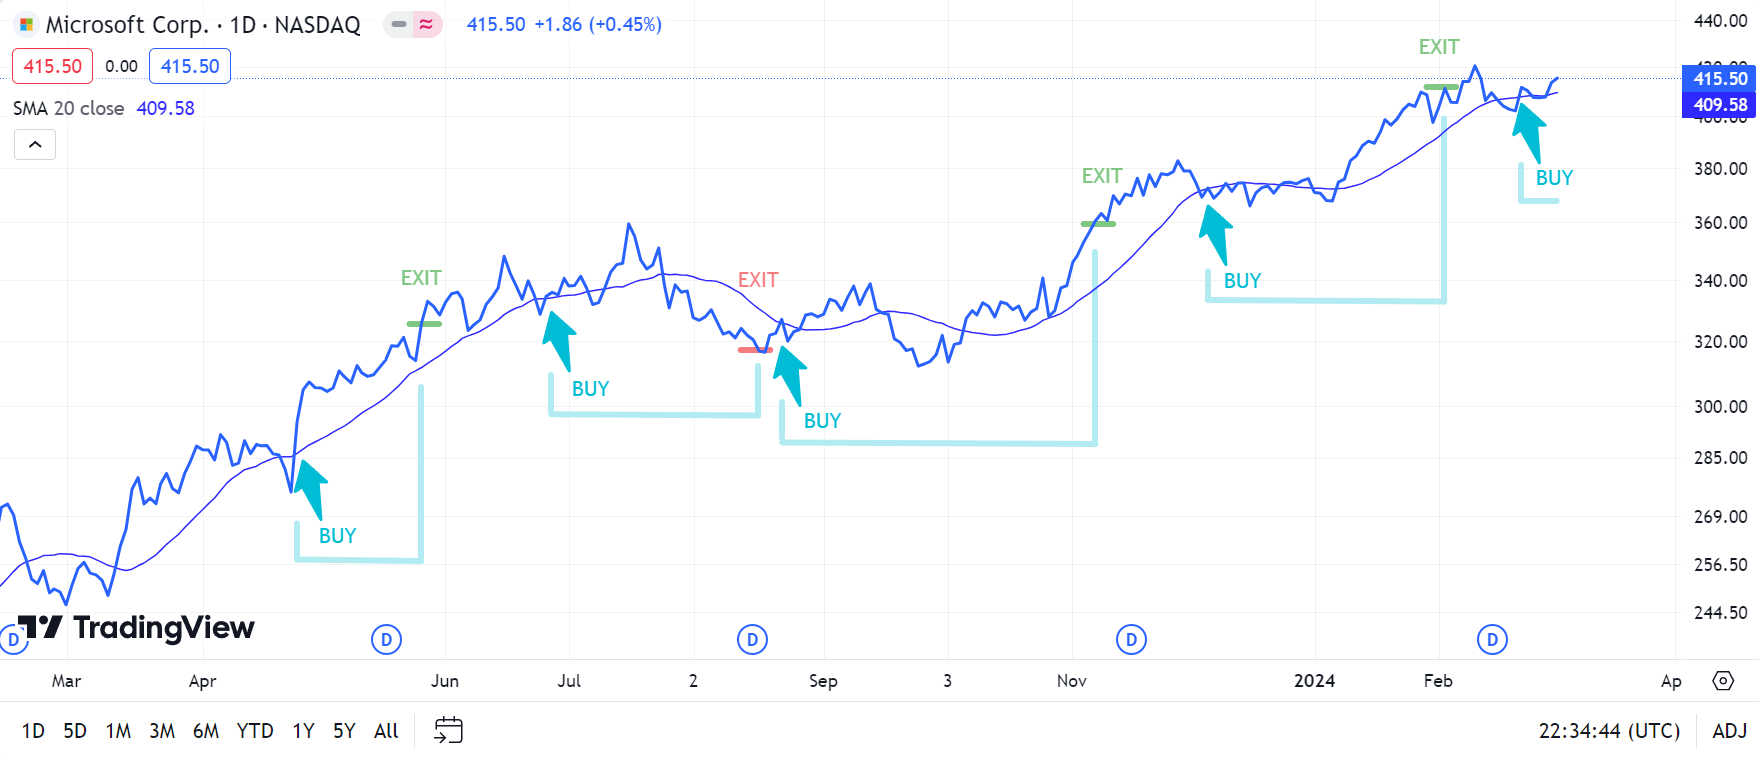 Microsoft Corp. · 1D · NASDAQ 415.50 +1.86 (+0.45%)
415.50 0.00 415.50
SMA 20 close 409.58
440.00
EXIT
415.50
409.58
EXIT
380.00
BUY
360.00
EXIT
EXIT
340.00
BUY
320.00
BUY
300.00
BUY
285.00
269.00
BUY
256.50
244.50
TradingView
D D D D D
Mar Apr Jun Jul 2 Sep 3 Nov 2024 Feb Ap
1D 5D 1M 3M 6M YTD 1Y 5Y All 22:34:44 (UTC) ADJ